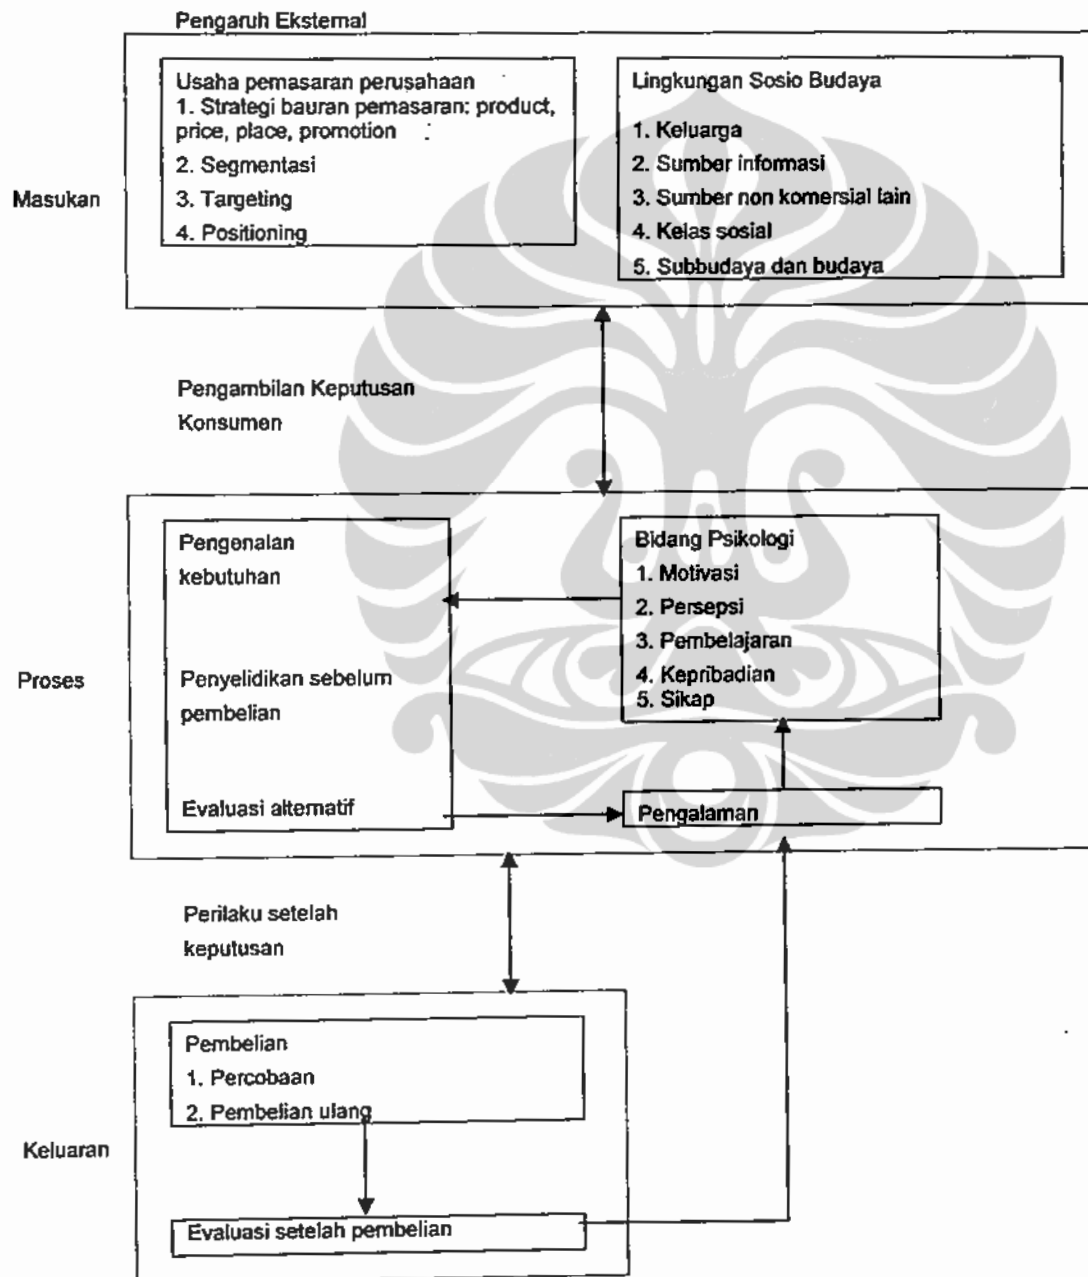 Pengaruh Eksternal
Usaha pemasaran perusahaan
1. Strategi bauran pemasaran: product,
price, place, promotion :
2. Segmentasi
3. Targeting
4. Positioning
Lingkungan Sosio Budaya
1. Keluarga
2. Sumber informasi
3. Sumber non komersial lain
4. Kelas sosial
5. Subbudaya dan budaya
Masukan
Pengambilan Keputusan
Konsumen
Pengenalan
kebutuhan
Penyelidikan sebelum
pembelian
Evaluasi alternatif
Bidang Psikologi
1. Motivasi
2. Persepsi
3. Pembelajaran
4. Kepribadian
5. Sikap
Pengalaman
Proses
Perilaku setelah
keputusan
Pembelian
1. Percobaan
2. Pembelian ulang
Keluaran
Evaluasi setelah pembelian